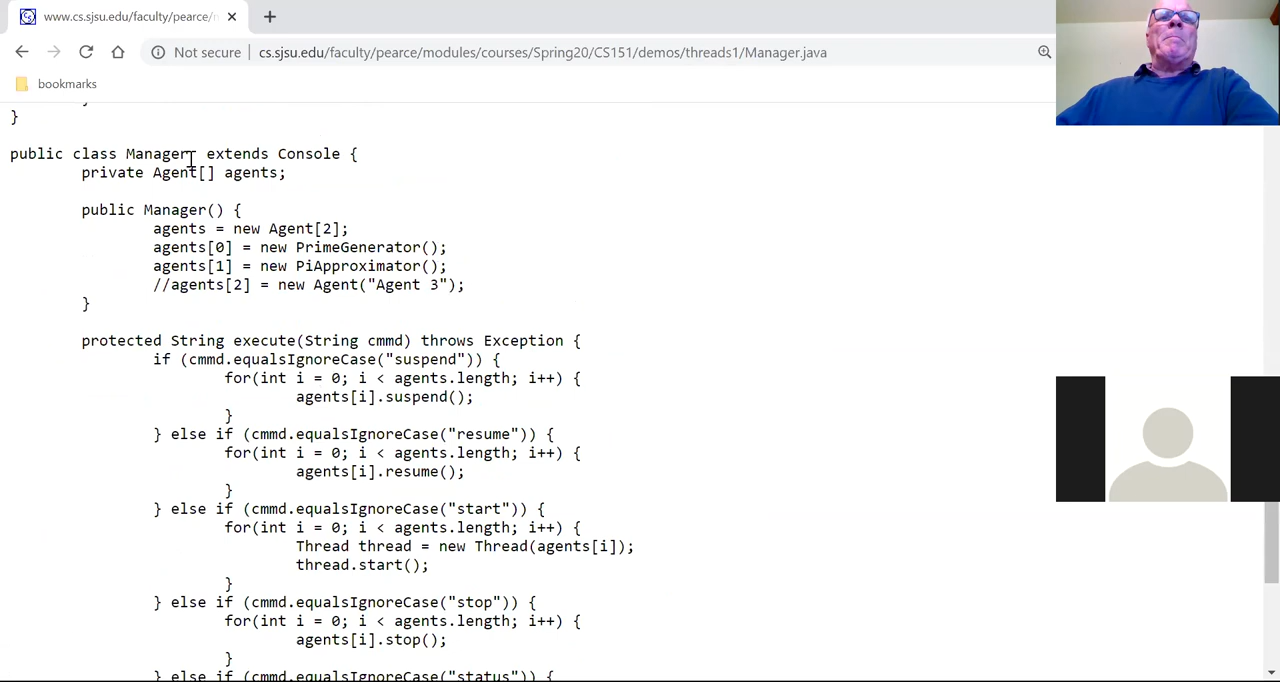 www.cs.sjsu.edu/faculty/pearce/
Not secure
cs.sjsu.edu/faculty/pearce/modules/courses/Spring20/CS151/demos/threads1/Manager.java
bookmarks
}
public class Manager extends Console {
private Agent[] agents;
public Manager() {
agents = new Agent[2];
agents[0] = new PrimeGenerator();
agents[1] = new PiApproximator();
//agents[2] = new Agent("Agent 3");
}
protected String execute(String cmmd) throws Exception {
if (cmmd.equalsIgnoreCase("suspend")) {
for(int i = 0; i < agents.length; i++) {
agents[i].suspend();
}
} else if (cmmd.equalsIgnoreCase("resume")) {
for(int i = 0; i < agents.length; i++) {
agents[i].resume();
}
} else if (cmmd.equalsIgnoreCase("start")) {
for(int i = 0; i < agents.length; i++) {
Thread thread = new Thread(agents[i]);
thread.start();
}
} else if (cmmd.equalsIgnoreCase("stop")) {
for(int i = 0; i < agents.length; i++) {
agents[i].stop();
}
} else if (cmmd.equalsIgnoreCase("status")) {